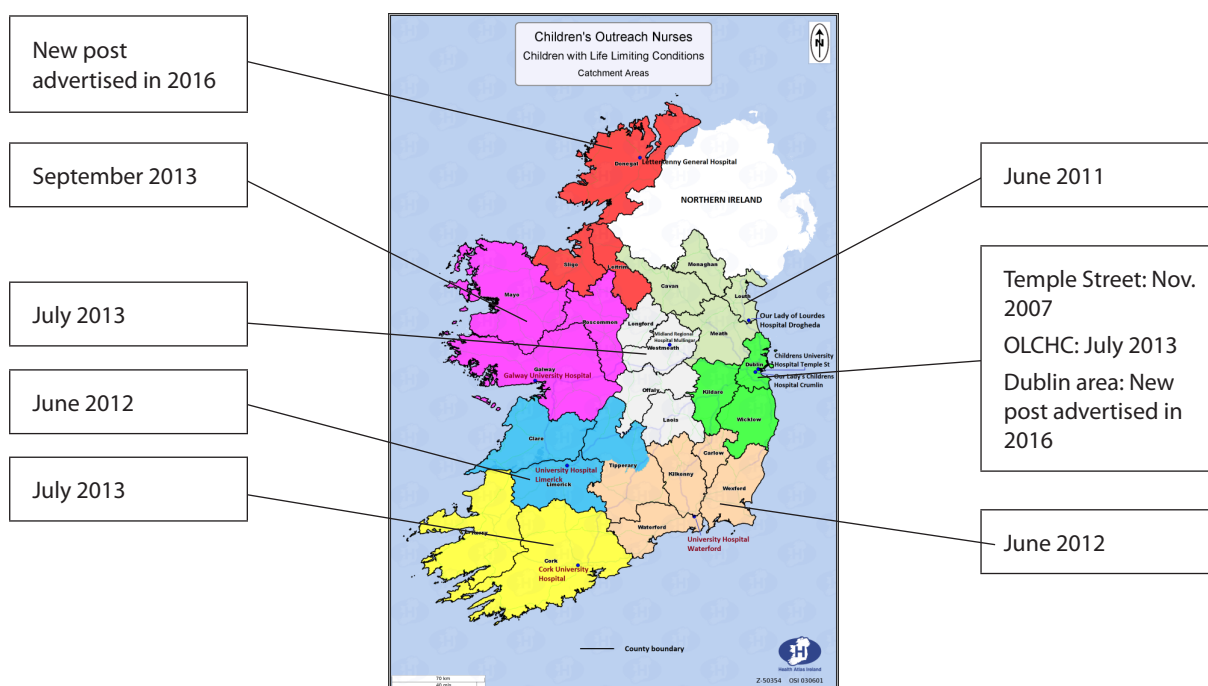 New post
advertised in 2016
September 2013
July 2013
June 2012
July 2013
Children's Outreach Nurses
Children with Life Limiting Conditions
Catchment Areas
N
Donegal
Letterkenny General Hospital
NORTHERN IRELAND
Sligo
Leitrim
Monaghan
Cavan
Louth
Mayo
Roscommon
Longford
Meath
Our Lady of Lourdes
Hospital Drogheda
Midland Regional
Hospital Mullingar
Westmeath
Dublin
Childrens University
Hospital Temple St
Our Lady's Childrens
Hospital Crumlin
Galway
Galway University Hospital
Offaly
Kildare
Laois
Wicklow
Clare
Tipperary
Carlow
Kilkenny
University Hospital
Limerick
Limerick
Wexford
Waterford
University Hospital
Waterford
Kerry
Cork
Cork University
Hospital
County boundary
H
Health Atlas Ireland
70 km
40 min
Z-50354 OSI 030601
June 2011
Temple Street: Nov.
2007
OLCHC: July 2013
Dublin area: New
post advertised in
2016
June 2012